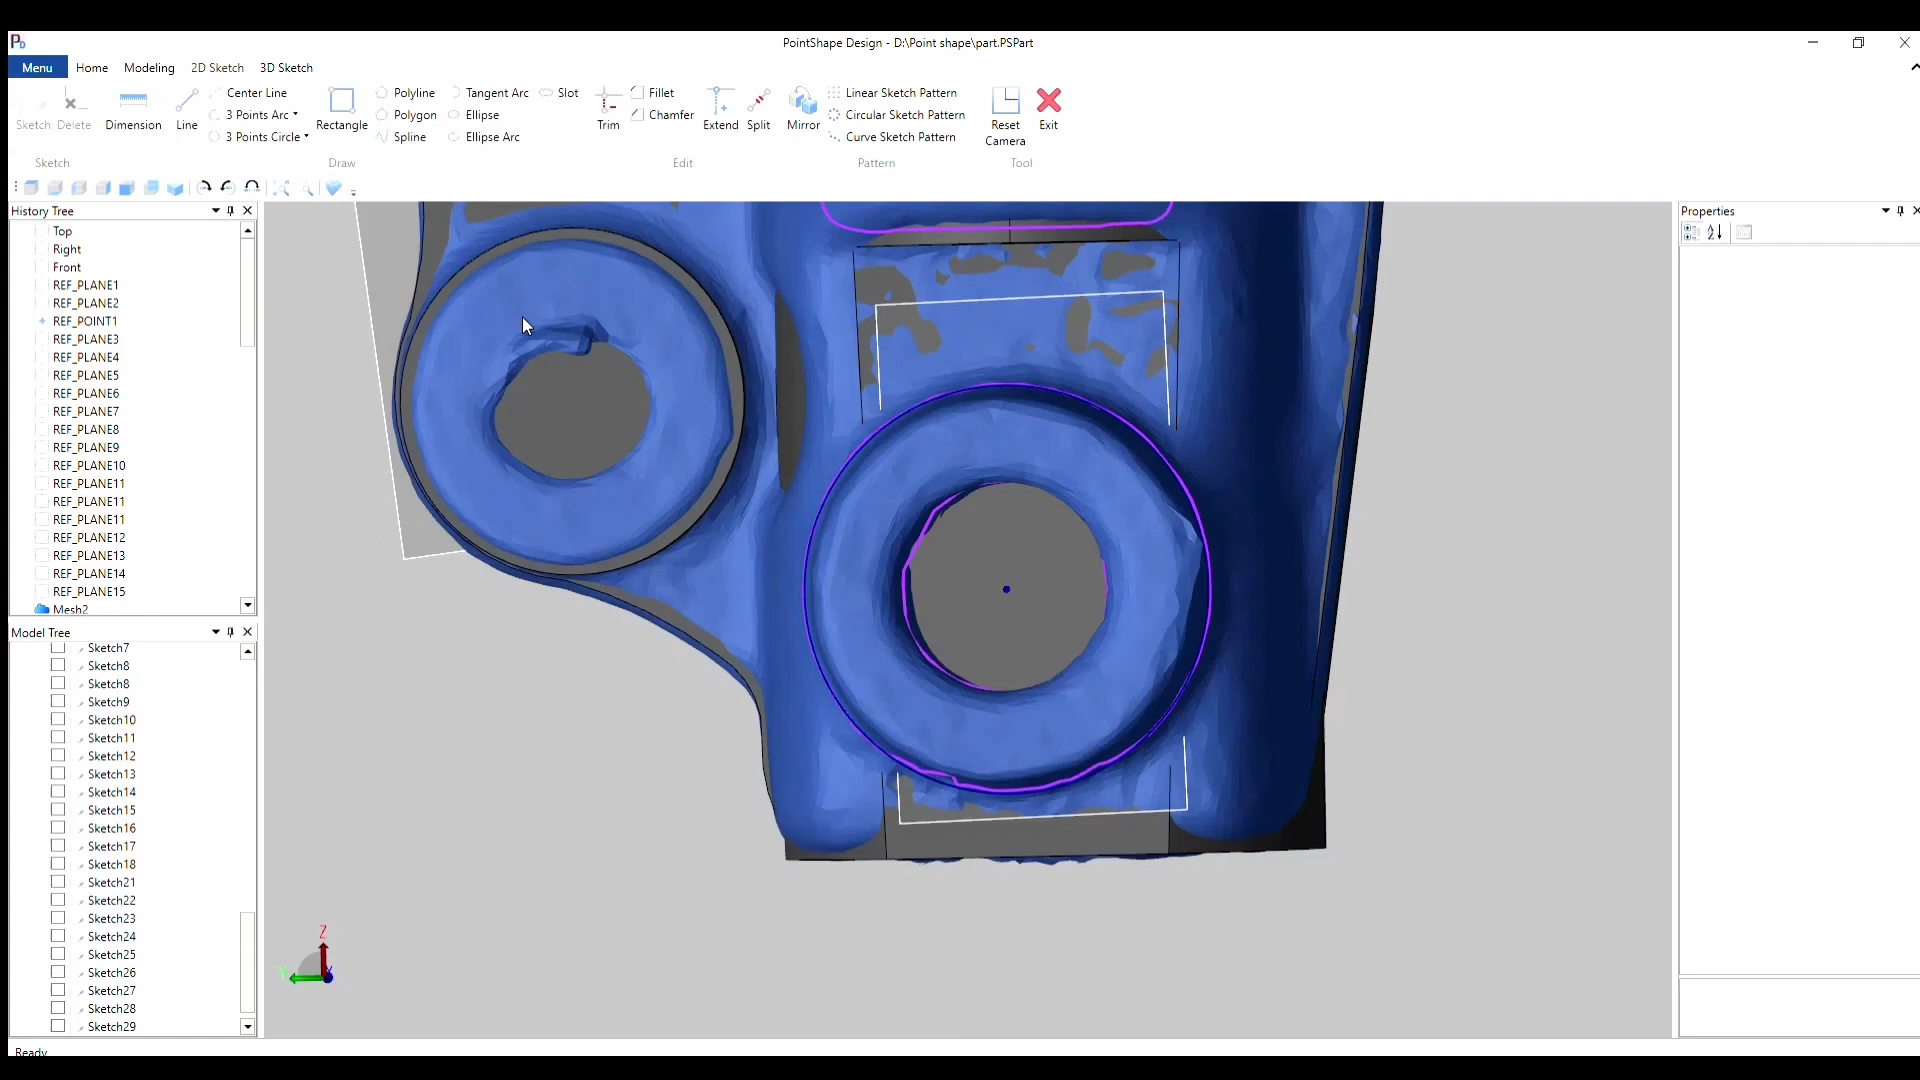 PD
PointShape Design - D:\Point shape\part.PSPart
Menu Home Modeling 2D Sketch 3D Sketch
Sketch Delete Dimension Line Center Line 3 Points Arc 3 Points Circle Rectangle Polyline Polygon Spline Tangent Arc Ellipse Ellipse Arc Slot Trim Fillet Chamfer Extend Split Mirror Linear Sketch Pattern Circular Sketch Pattern Curve Sketch Pattern Reset Camera Exit
Sketch Draw Edit Pattern Tool
History Tree
Top
Right
Front
REF_PLANE1
REF_PLANE2
REF_POINT1
REF_PLANE3
REF_PLANE4
REF_PLANE5
REF_PLANE6
REF_PLANE7
REF_PLANE8
REF_PLANE9
REF_PLANE10
REF_PLANE11
REF_PLANE11
REF_PLANE11
REF_PLANE12
REF_PLANE13
REF_PLANE14
REF_PLANE15
Mesh2
Model Tree
Sketch7
Sketch8
Sketch8
Sketch9
Sketch10
Sketch11
Sketch12
Sketch13
Sketch14
Sketch15
Sketch16
Sketch17
Sketch18
Sketch21
Sketch22
Sketch23
Sketch24
Sketch25
Sketch26
Sketch27
Sketch28
Sketch29
Z
Properties
Ready